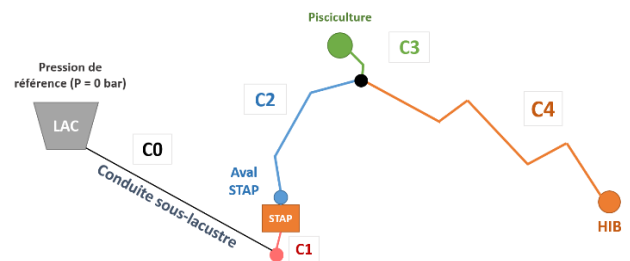 Pisciculture
C3
Pression de
référence (P = 0 bar)
C2
C4
LAC
C0
Conduite sous-lacustre
Aval
STAP
STAP
HIB
C1